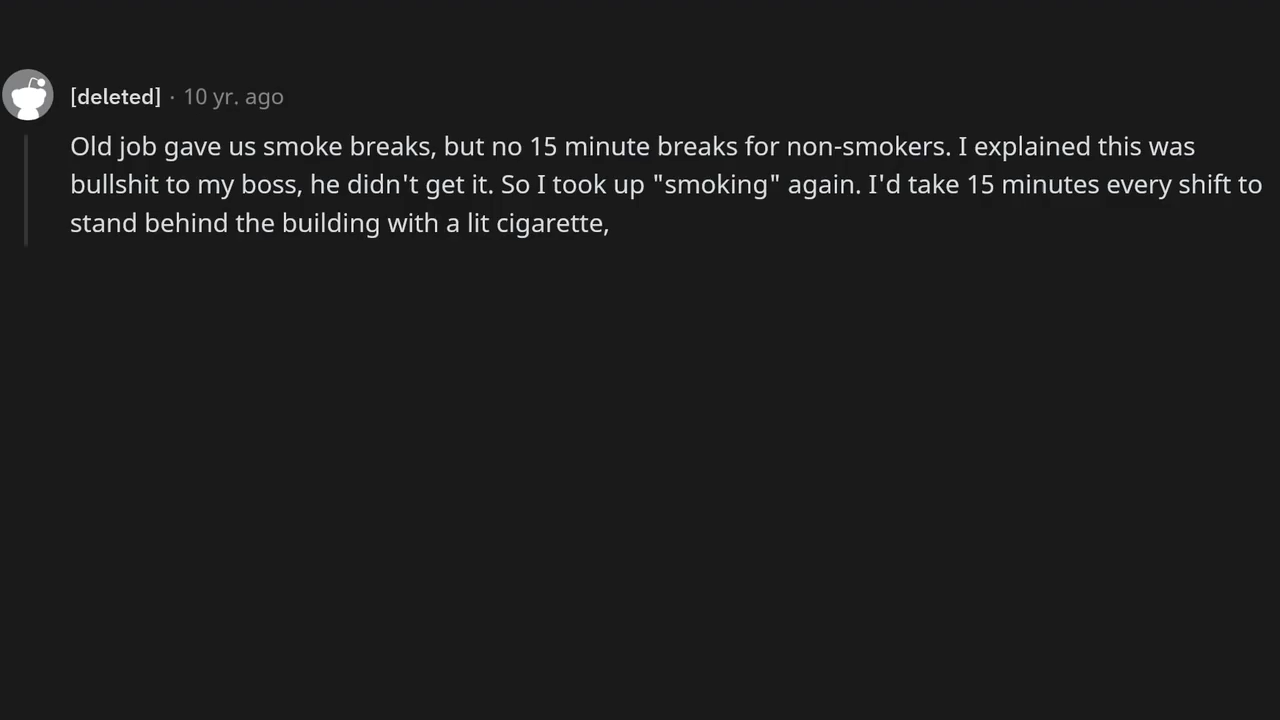 [deleted] · 10 yr. ago
Old job gave us smoke breaks, but no 15 minute breaks for non-smokers. I explained this was
bullshit to my boss, he didn't get it. So I took up "smoking" again. I'd take 15 minutes every shift to
stand behind the building with a lit cigarette,